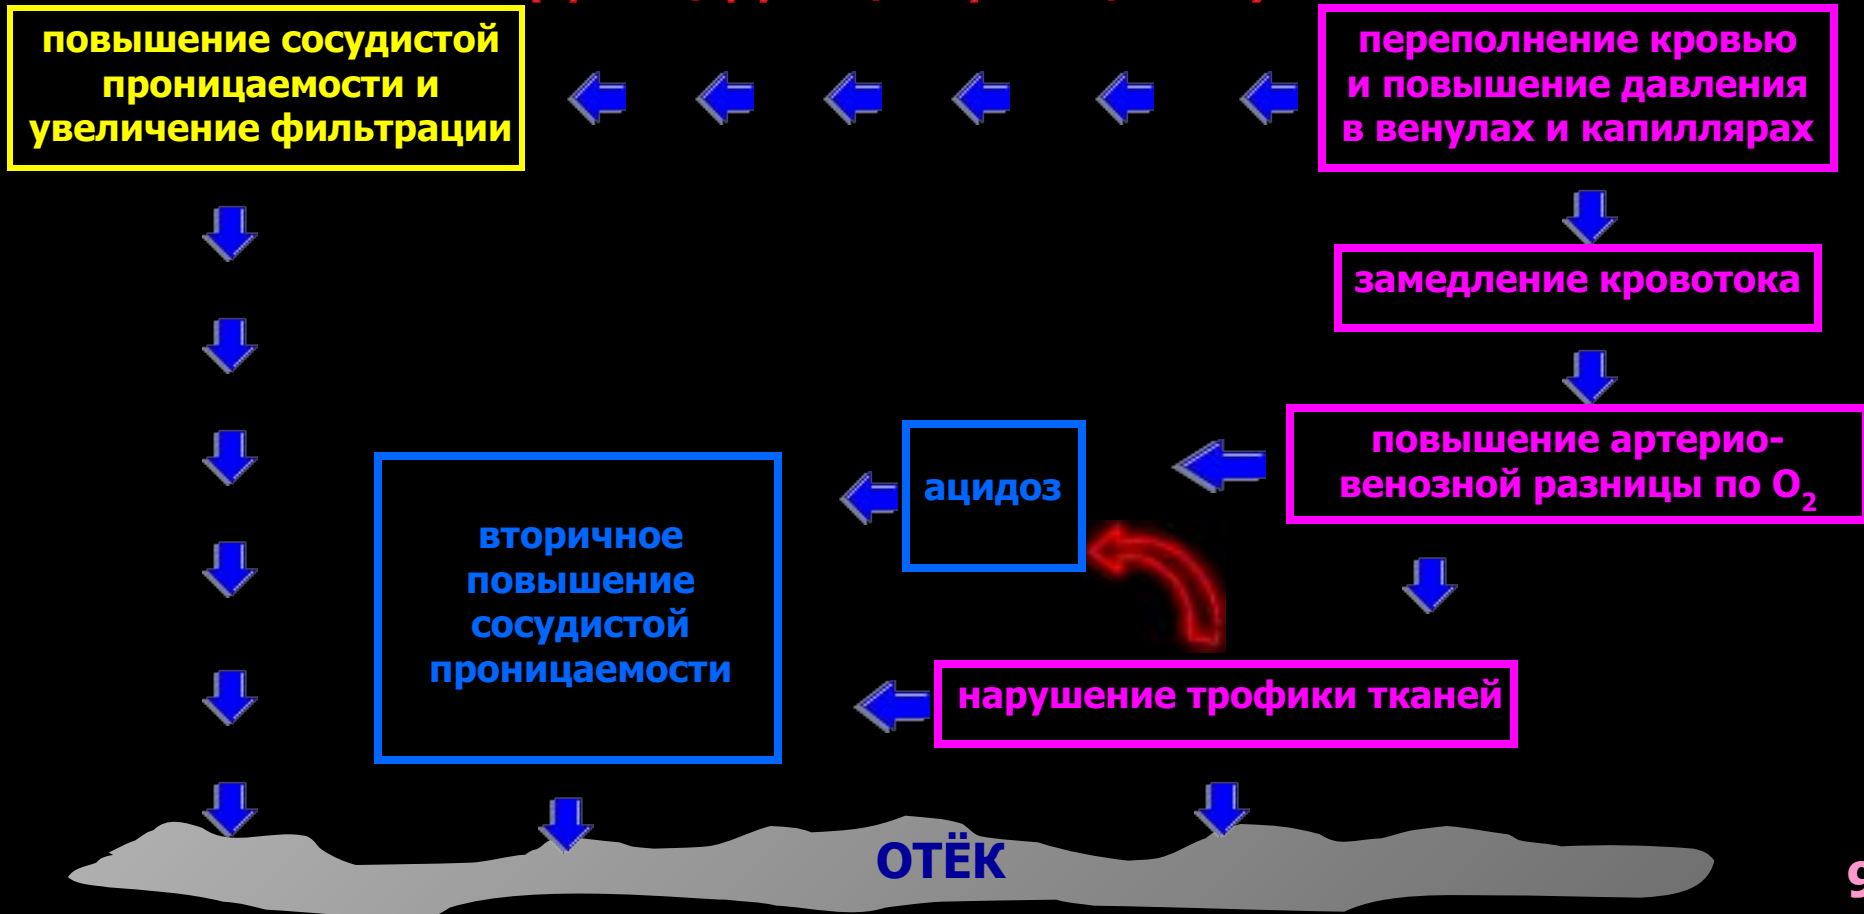 повышение сосудистой
проницаемости и
увеличение фильтрации
переполнение кровью
и повышение давления
в венулах и капиллярах
замедление кровотока
повышение артерио-
венозной разницы по O₂
ацидоз
вторичное
повышение
сосудистой
проницаемости
нарушение трофики тканей
ОТЁК
9